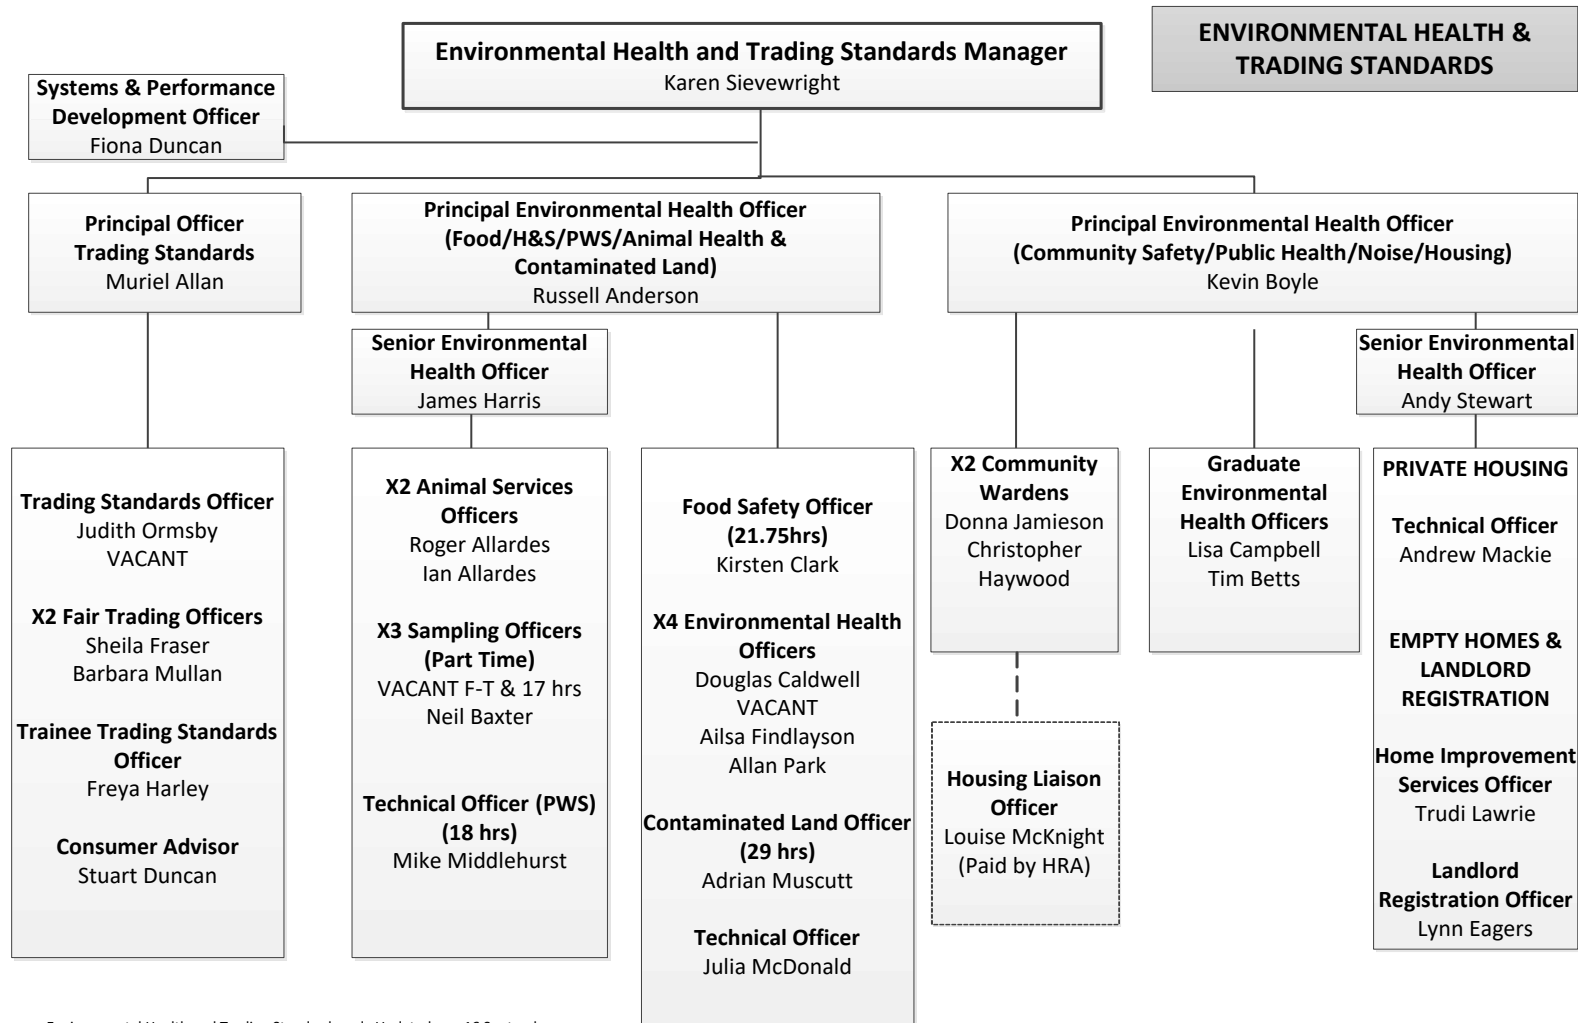 Environmental Health and Trading Standards Manager
Karen Sievewright
ENVIRONMENTAL HEALTH &
TRADING STANDARDS
Systems & Performance
Development Officer
Fiona Duncan
Principal Officer
Trading Standards
Muriel Allan
Principal Environmental Health Officer
(Food/H&S/PWS/Animal Health &
Contaminated Land)
Russell Anderson
Principal Environmental Health Officer
(Community Safety/Public Health/Noise/Housing)
Kevin Boyle
Senior Environmental
Health Officer
James Harris
Senior Environmental
Health Officer
Andy Stewart
Trading Standards Officer
Judith Ormsby
VACANT
X2 Fair Trading Officers
Sheila Fraser
Barbara Mullan
Trainee Trading Standards
Officer
Freya Harley
Consumer Advisor
Stuart Duncan
X2 Animal Services
Officers
Roger Allardes
Ian Allardes
X3 Sampling Officers
(Part Time)
VACANT F-T & 17 hrs
Neil Baxter
Technical Officer (PWS)
(18 hrs)
Mike Middlehurst
Food Safety Officer
(21.75hrs)
Kirsten Clark
X4 Environmental Health
Officers
Douglas Caldwell
VACANT
Ailsa Findlayson
Allan Park
Contaminated Land Officer
(29 hrs)
Adrian Muscutt
Technical Officer
Julia McDonald
X2 Community
Wardens
Donna Jamieson
Christopher
Haywood
Housing Liaison
Officer
Louise McKnight
(Paid by HRA)
Graduate
Environmental
Health Officers
Lisa Campbell
Tim Betts
PRIVATE HOUSING
Technical Officer
Andrew Mackie
EMPTY HOMES &
LANDLORD
REGISTRATION
Home Improvement
Services Officer
Trudi Lawrie
Landlord
Registration Officer
Lynn Eagers